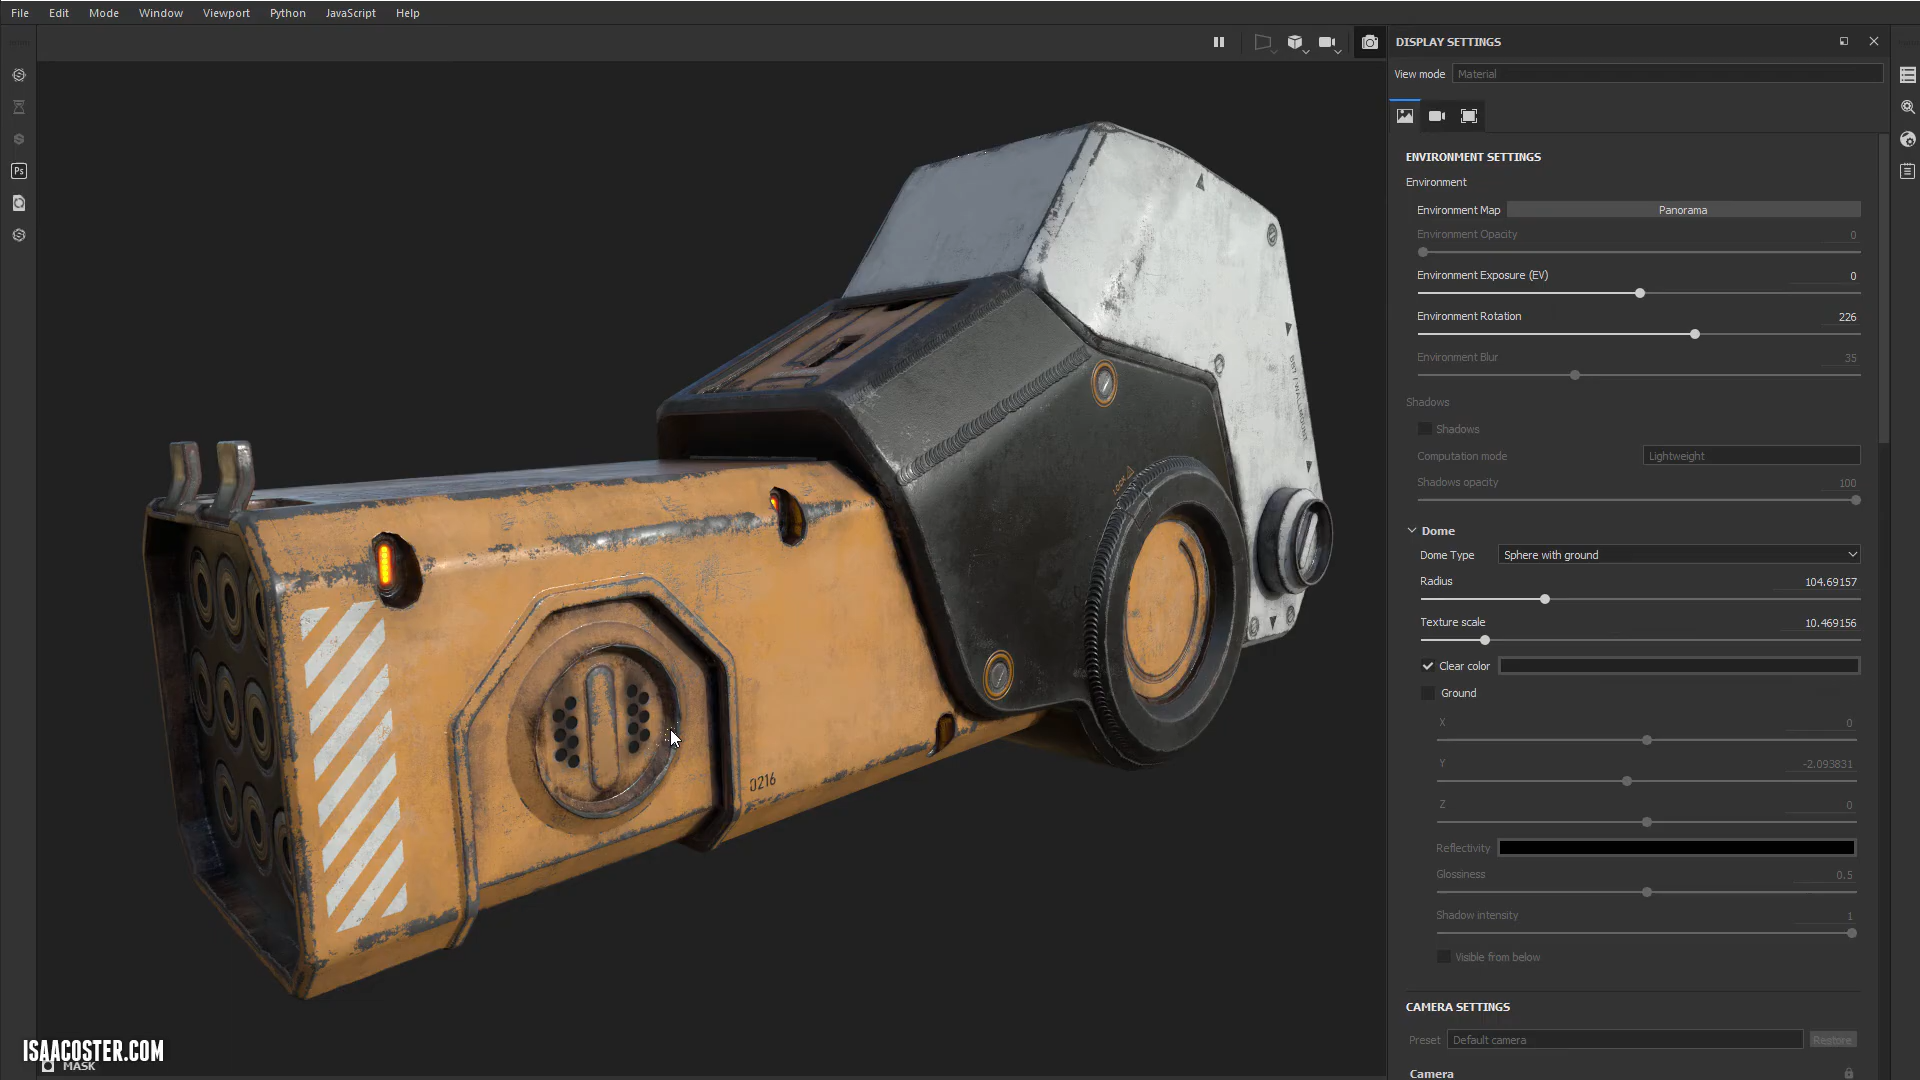 File Edit Mode Window Viewport Python JavaScript Help
DISPLAY SETTINGS
View mode Material
Ps
ENVIRONMENT SETTINGS
Environment
Environment Map Panorama
Environment Opacity 0
Environment Exposure (EV) 0
Environment Rotation 226
Environment Blur 35
Shadows
Shadows
Computation mode Lightweight
Shadows opacity 100
Dome
Dome Type Sphere with ground
Radius 104.69157
Texture scale 10.469156
Clear color
Ground
X 0
Y -2.093831
Z 0
Reflectivity
Glossiness 0.5
Shadow intensity 1
Visible from below
CAMERA SETTINGS
Preset Default camera Restore
Camera
LOCK
0216
ISAACOSTER.COM
MASK